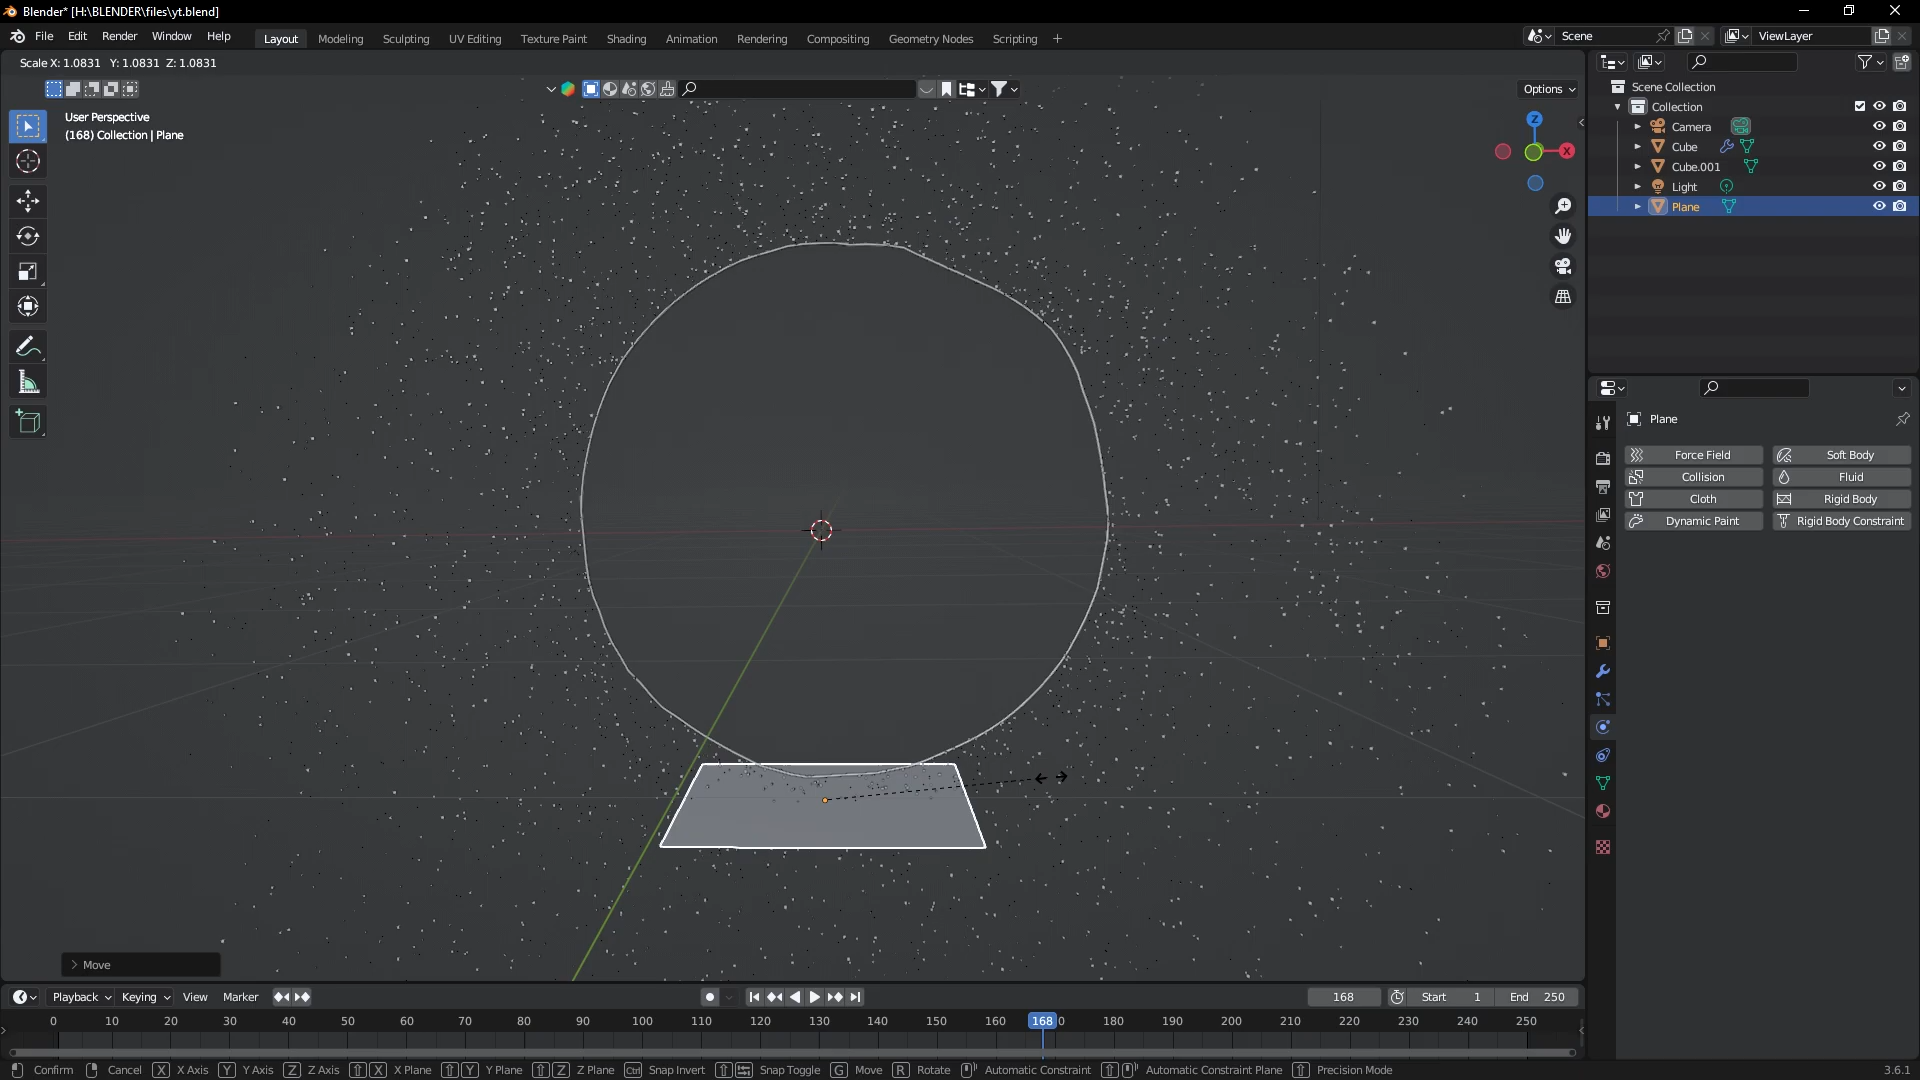 Blender* [H:\BLENDER\files\yt.blend]
File Edit Render Window Help Layout Modeling Sculpting UV Editing Texture Paint Shading Animation Rendering Compositing Geometry Nodes Scripting + Scene ViewLayer
Scale X: 1.0831 Y: 1.0831 Z: 1.0831
Options
User Perspective
(168) Collection | Plane
Z
X
Scene Collection
Collection
Camera
Cube
Cube.001
Light
Plane
Plane
Force Field Soft Body
Collision Fluid
Cloth Rigid Body
Dynamic Paint Rigid Body Constraint
> Move
Playback Keying View Marker 168 Start 1 End 250
0 10 20 30 40 50 60 70 80 90 100 110 120 130 140 150 160 168 0 180 190 200 210 220 230 240 250
Confirm Cancel X X Axis Y Y Axis Z Z Axis X X Plane Y Y Plane Z Z Plane Ctrl Snap Invert Snap Toggle G Move R Rotate Automatic Constraint Automatic Constraint Plane Precision Mode 3.6.1